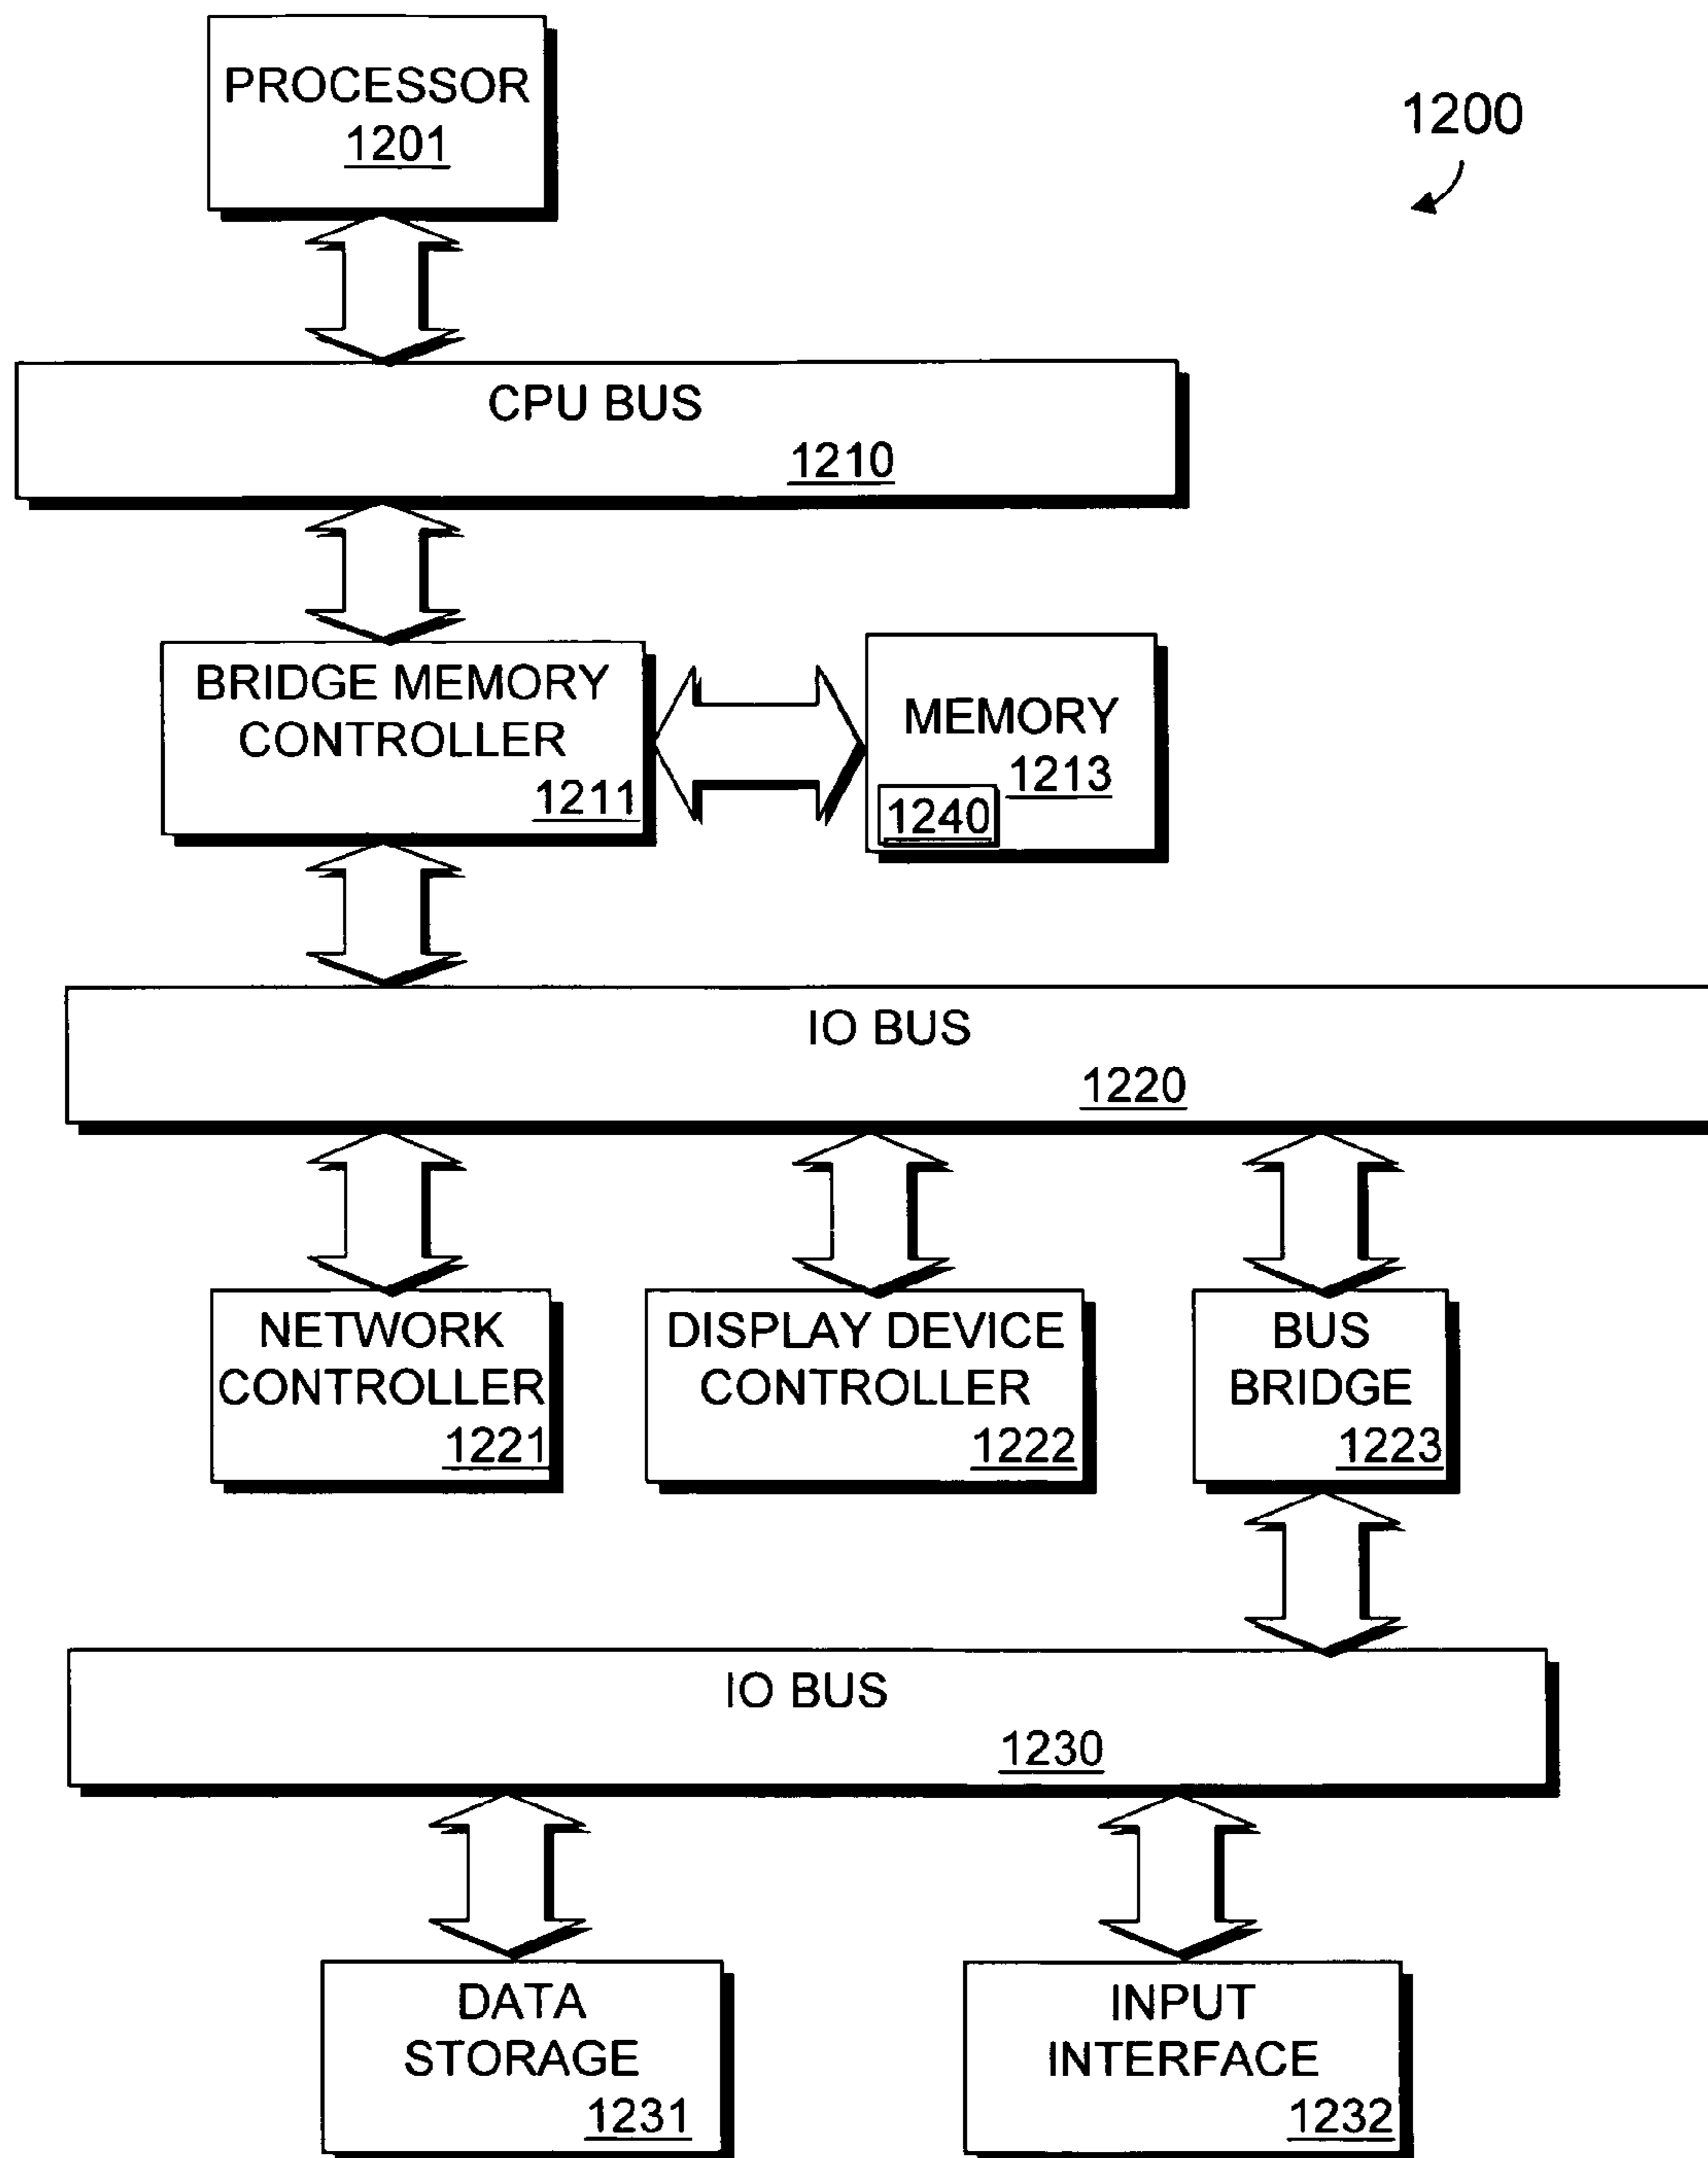 PROCESSOR
1201
1200
CPU BUS
1210
BRIDGE MEMORY
CONTROLLER
1211
MEMORY
1213
1240
IO BUS
1220
NETWORK
CONTROLLER
1221
DISPLAY DEVICE
CONTROLLER
1222
BUS
BRIDGE
1223
IO BUS
1230
DATA
STORAGE
1231
INPUT
INTERFACE
1232